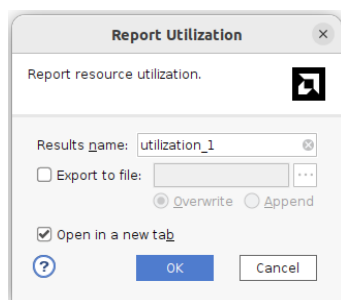 Report Utilization
Report resource utilization.
Results name: utilization_1
Export to file:
Overwrite Append
Open in a new tab
? OK Cancel